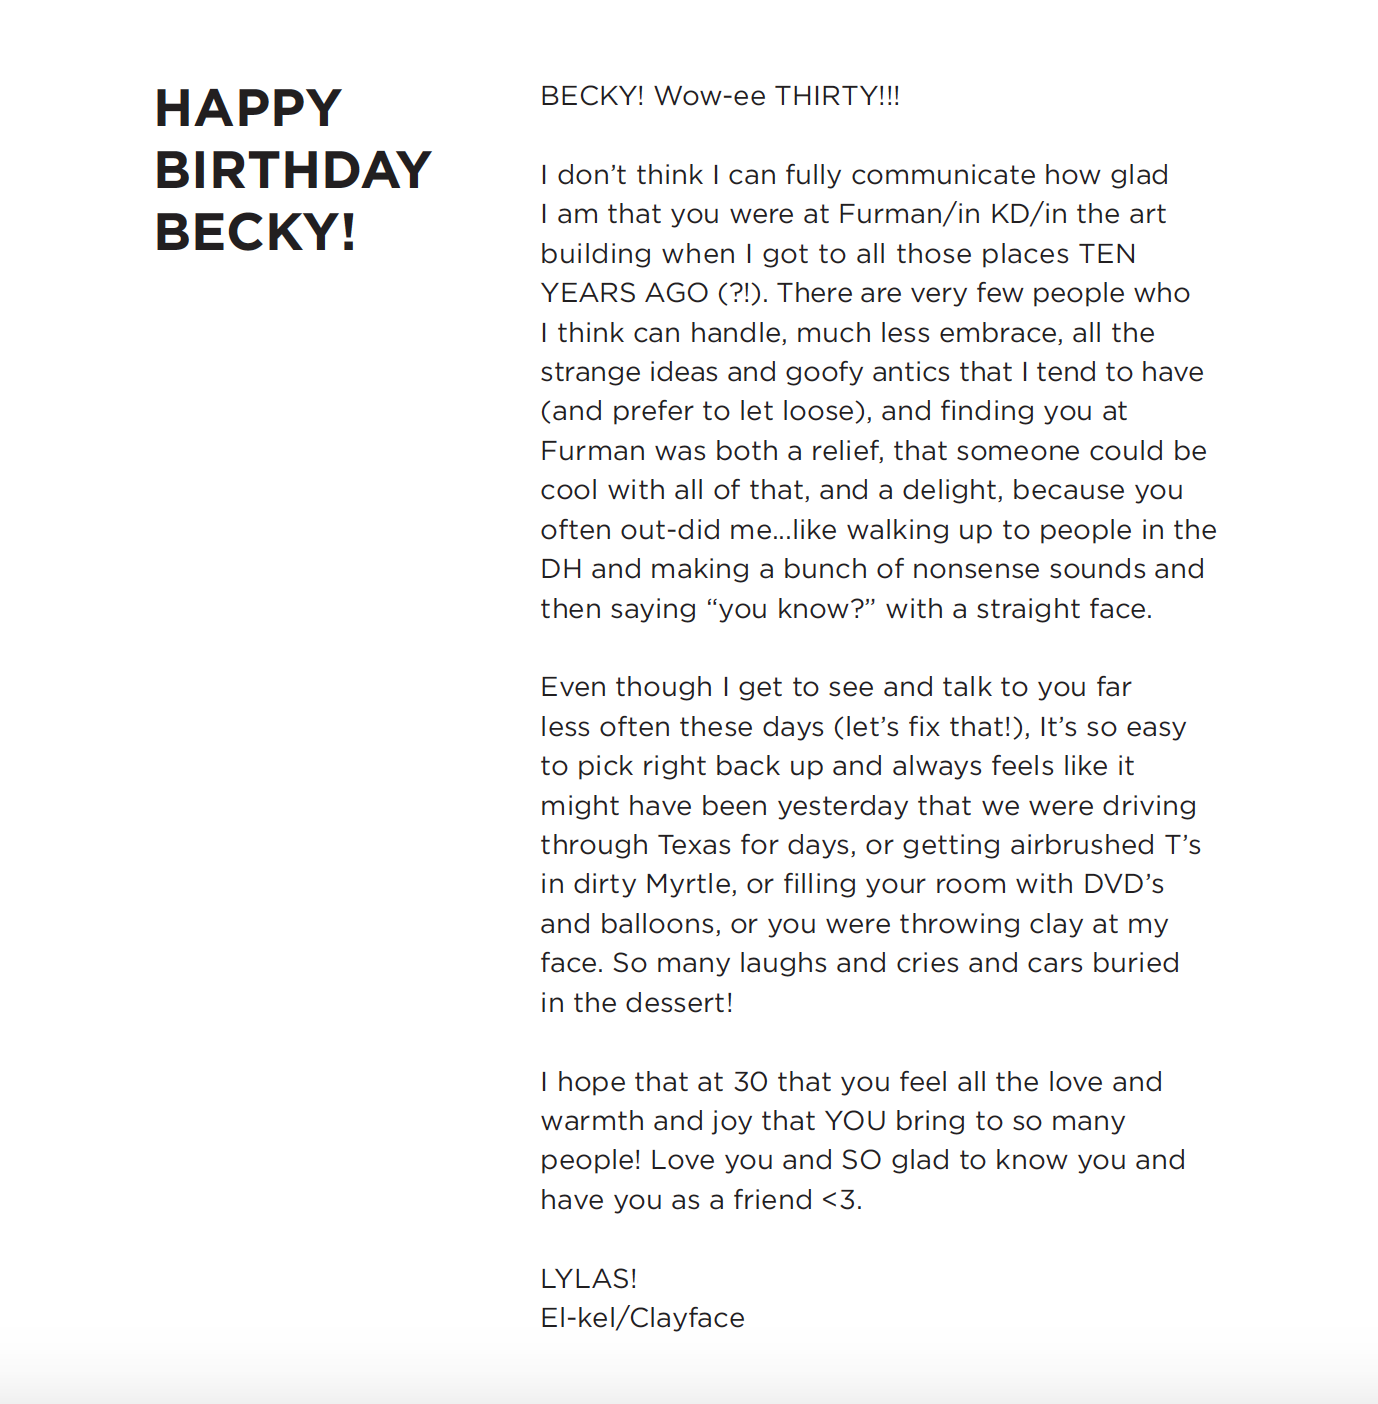 HAPPY
BIRTHDAY
BECKY!
BECKY! Wow-ee THIRTY!!!
I don’t think I can fully communicate how glad
I am that you were at Furman/in KD/in the art
building when I got to all those places TEN
YEARS AGO (?!). There are very few people who
I think can handle, much less embrace, all the
strange ideas and goofy antics that I tend to have
(and prefer to let loose), and finding you at
Furman was both a relief, that someone could be
cool with all of that, and a delight, because you
often out-did me...like walking up to people in the
DH and making a bunch of nonsense sounds and
then saying “you know?” with a straight face.
Even though I get to see and talk to you far
less often these days (let’s fix that!), It’s so easy
to pick right back up and always feels like it
might have been yesterday that we were driving
through Texas for days, or getting airbrushed T’s
in dirty Myrtle, or filling your room with DVD’s
and balloons, or you were throwing clay at my
face. So many laughs and cries and cars buried
in the dessert!
I hope that at 30 that you feel all the love and
warmth and joy that YOU bring to so many
people! Love you and SO glad to know you and
have you as a friend <3.
LYLAS!
El-kel/Clayface